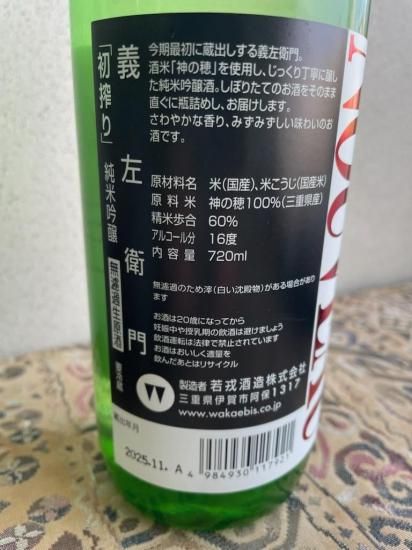 今期最初に蔵出しする義左衛門。
酒米「神の穂」を使用し、じっくり丁寧に醸し
た純米吟醸酒。しぼりたてのお酒をそのまま
直ぐに瓶詰めし、お届けします。
さわやかな香り、みずみずしい味わいのお
酒です。
義左衛門
「初搾り」純米吟醸 無濾過生原酒 要冷蔵
原材料名 米(国産)、米こうじ(国産米)
原料米 神の穂100%(三重県産)
精米歩合 60%
アルコール分 16度
内容量 720ml
無濾過のため滓(白い沈殿物)がある場合があり
ます
お酒は20歳になってから
妊娠中や授乳期の飲酒は避けましょう
飲酒運転は法律で禁止されています
お酒はおいしく適量を
飲んだあとはリサイクル
製造者 若戎酒造株式会社
三重県伊賀市阿保1317
www.wakaebis.co.jp
蔵出年月
2025.11. A
4 984930 11792